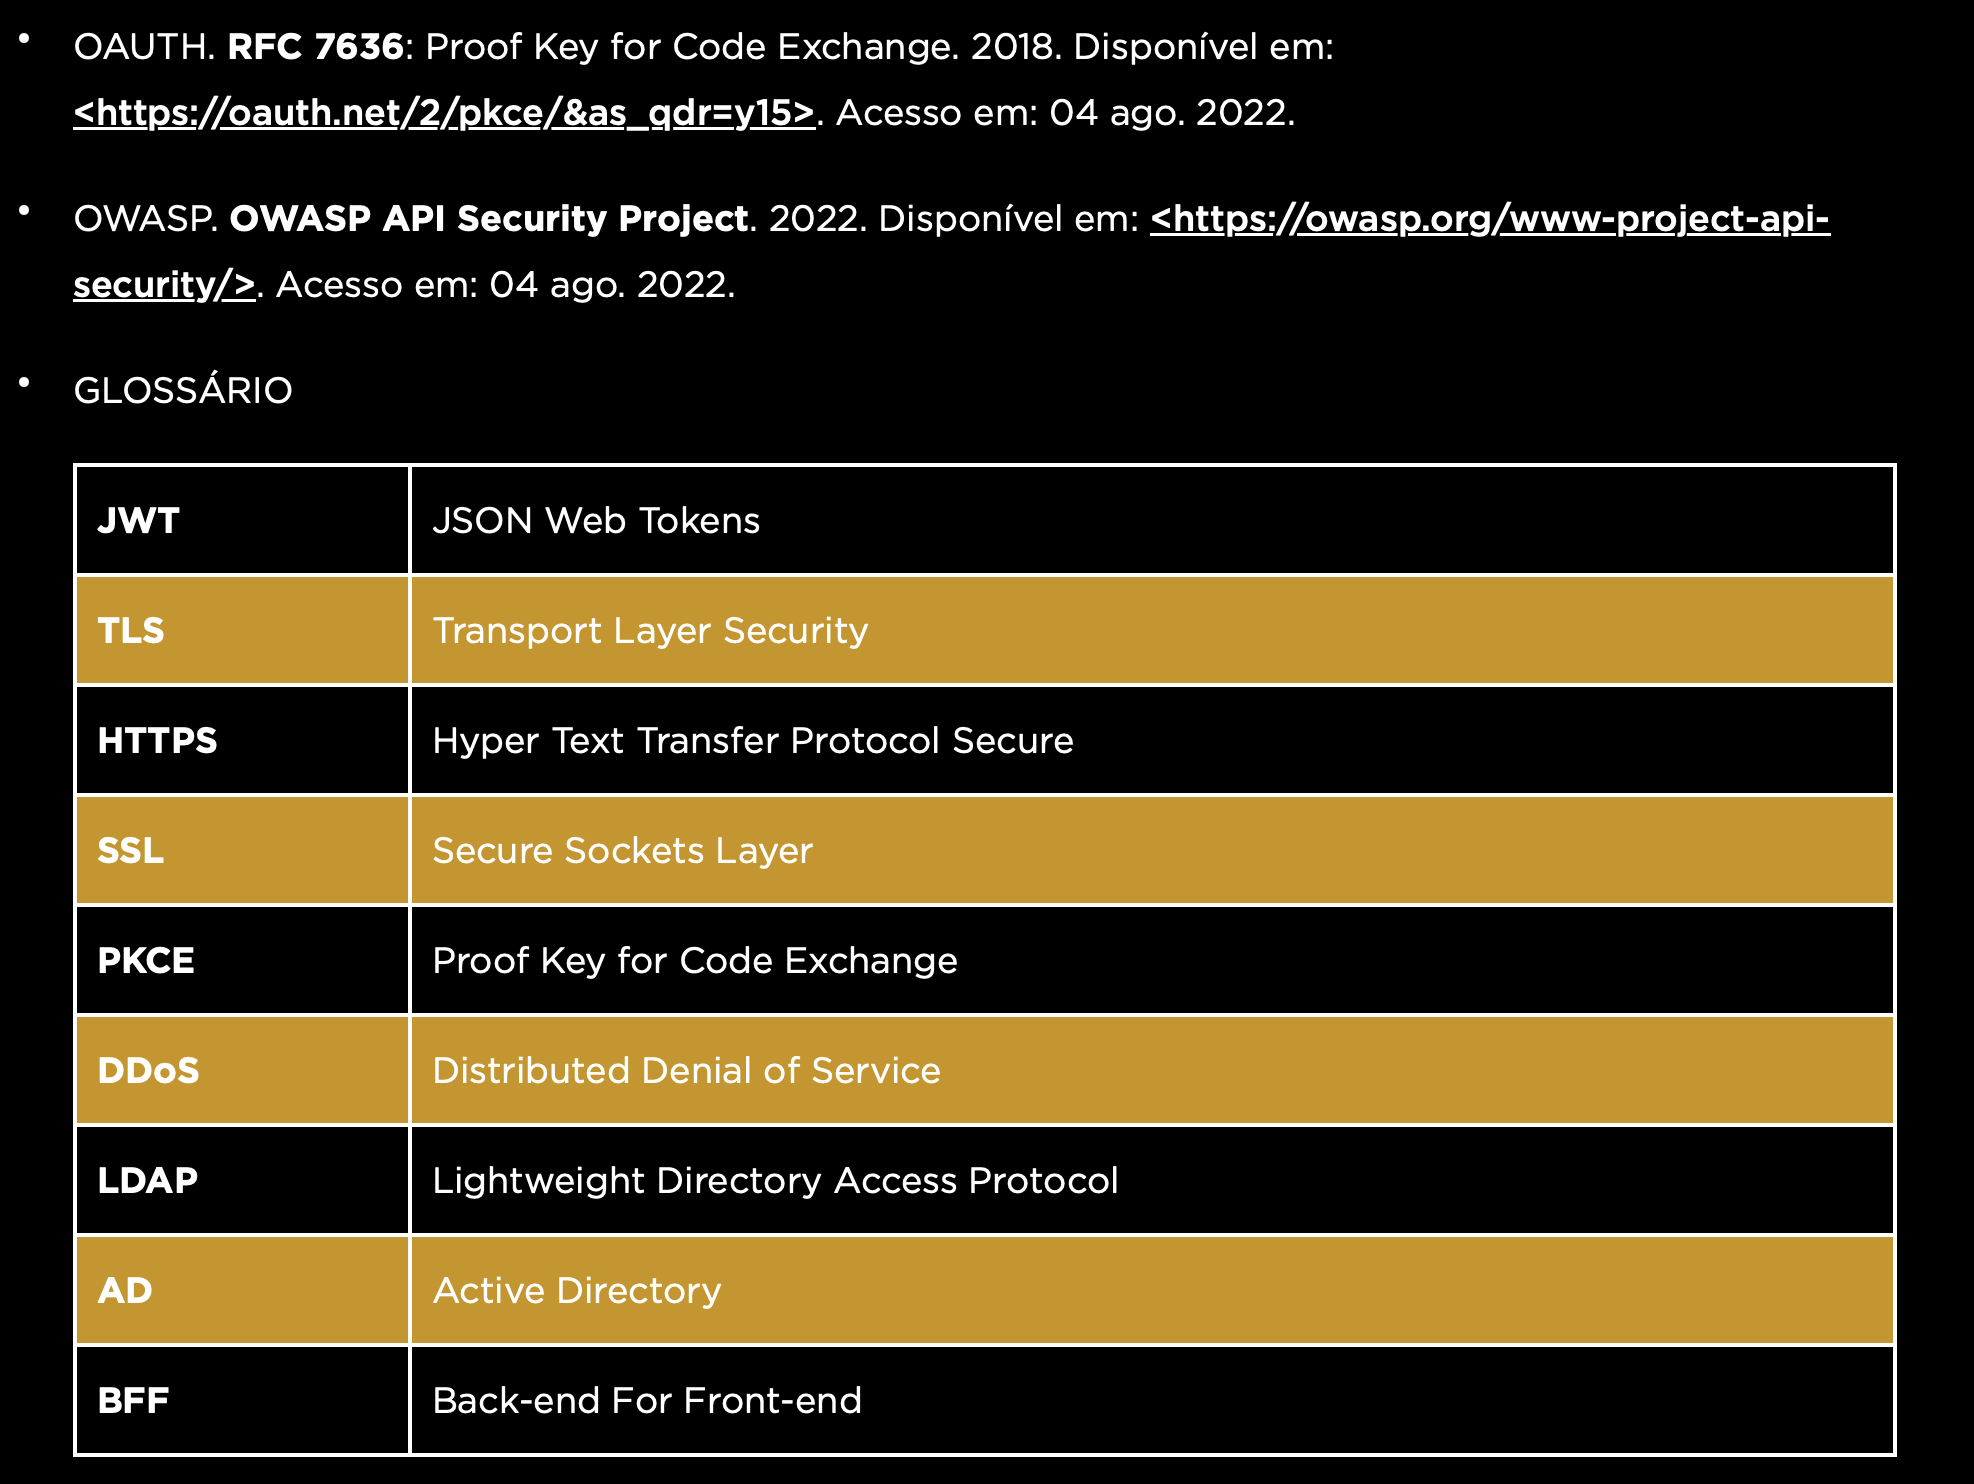 • OAUTH. RFC 7636: Proof Key for Code Exchange. 2018. Disponível em:
<https://oauth.net/2/pkce/&as_qdr=y15>. Acesso em: 04 ago. 2022.
• OWASP. OWASP API Security Project. 2022. Disponível em: <https://owasp.org/www-project-api-
security/>. Acesso em: 04 ago. 2022.
• GLOSSÁRIO
JWT JSON Web Tokens
TLS Transport Layer Security
HTTPS Hyper Text Transfer Protocol Secure
SSL Secure Sockets Layer
PKCE Proof Key for Code Exchange
DDoS Distributed Denial of Service
LDAP Lightweight Directory Access Protocol
AD Active Directory
BFF Back-end For Front-end